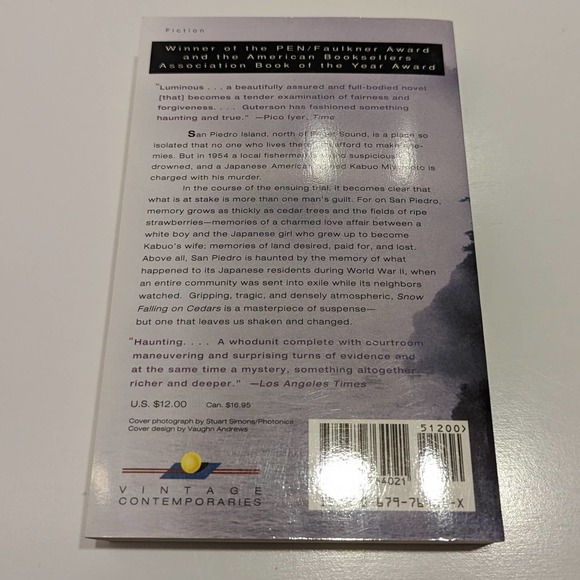 Fiction
Winner of the PEN/Faulkner Award
and the American Booksellers
Association Book of the Year Award
"Luminous . . . a beautifully assured and full-bodied novel
[that] becomes a tender examination of fairness and
forgiveness. . . . Guterson has fashioned something
haunting and true." —Pico Iyer, Time
San Piedro Island, north of Sound, is a place so
isolated that no one who lives there afford to make ene-
mies. But in 1954 a local fisherman is suspicious
drowned, and a Japanese American Kabuo Miyamoto is
charged with his murder.
In the course of the ensuing trial, it becomes clear that
what is at stake is more than one man's guilt. For on San Piedro,
memory grows as thickly as cedar trees and the fields of ripe
strawberries—memories of a charmed love affair between a
white boy and the Japanese girl who grew up to become
Kabuo's wife; memories of land desired, paid for, and lost.
Above all, San Piedro is haunted by the memory of what
happened to its Japanese residents during World War II, when
an entire community was sent into exile while its neighbors
watched. Gripping, tragic, and densely atmospheric, Snow
Falling on Cedars is a masterpiece of suspense—
but one that leaves us shaken and changed.
"Haunting. . . . A whodunit complete with courtroom
maneuvering and surprising turns of evidence and
at the same time a mystery, something altogether
richer and deeper." —Los Angeles Times
U.S. $12.00 Can. $16.95
Cover photograph by Stuart Simons/Photonica
Cover design by Vaughn Andrews
51200>
VINTAGE
CONTEMPORARIES